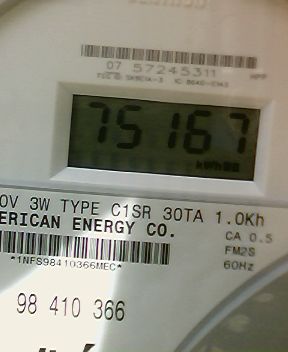 07 57245311 HPP
75167
kWh
0V 3W TYPE C1SR 30TA 1.0Kh
ERICAN ENERGY CO. CA 0.5
FM2S
*1NFS98410366MEC* 60Hz
98 410 366